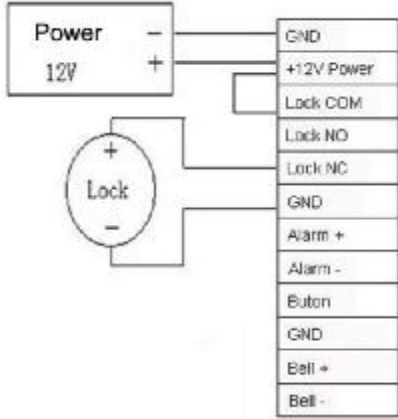 Power -
12V +
+
Lock
-
GND
+12V Power
Lock COM
Lock NO
Lock NC
GND
Alarm +
Alarm -
Buton
GND
Bell +
Bell -